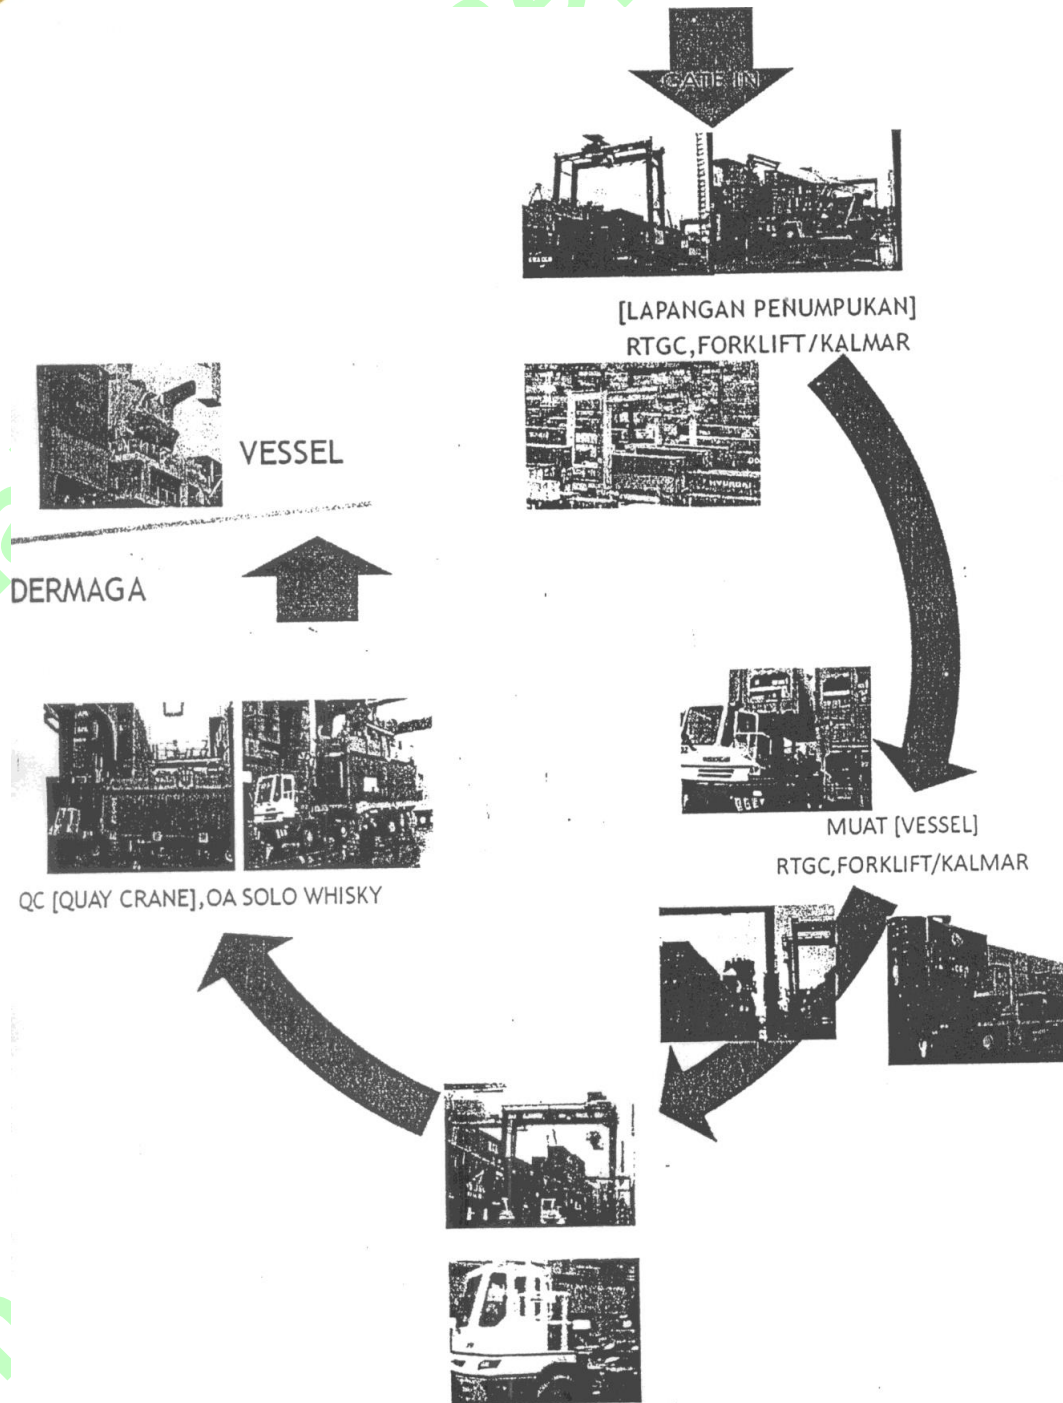 GATE IN
[LAPANGAN PENUMPUKAN]
RTGC,FORKLIFT/KALMAR
VESSEL
HYUNDAI
DERMAGA
MUAT [VESSEL]
RTGC,FORKLIFT/KALMAR
QC [QUAY CRANE],OA SOLO WHISKY